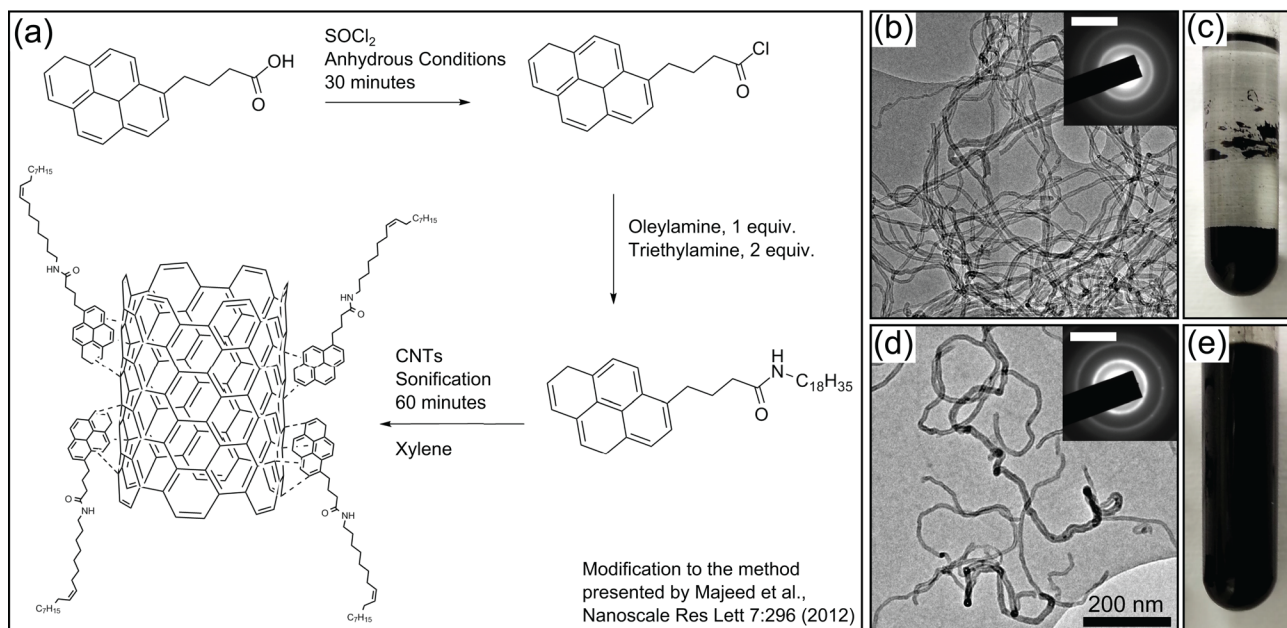 (a)
OH
O
SOCl2
Anhydrous Conditions
30 minutes
Cl
O
Oleylamine, 1 equiv.
Triethylamine, 2 equiv.
H
N
C18H35
O
CNTs
Sonification
60 minutes
Xylene
C7H15
NH
O
C7H15
HN
O
O
NH
C7H15
O
NH
C7H15
Modification to the method
presented by Majeed et al.,
Nanoscale Res Lett 7:296 (2012)
(b)
(c)
(d)
200 nm
(e)